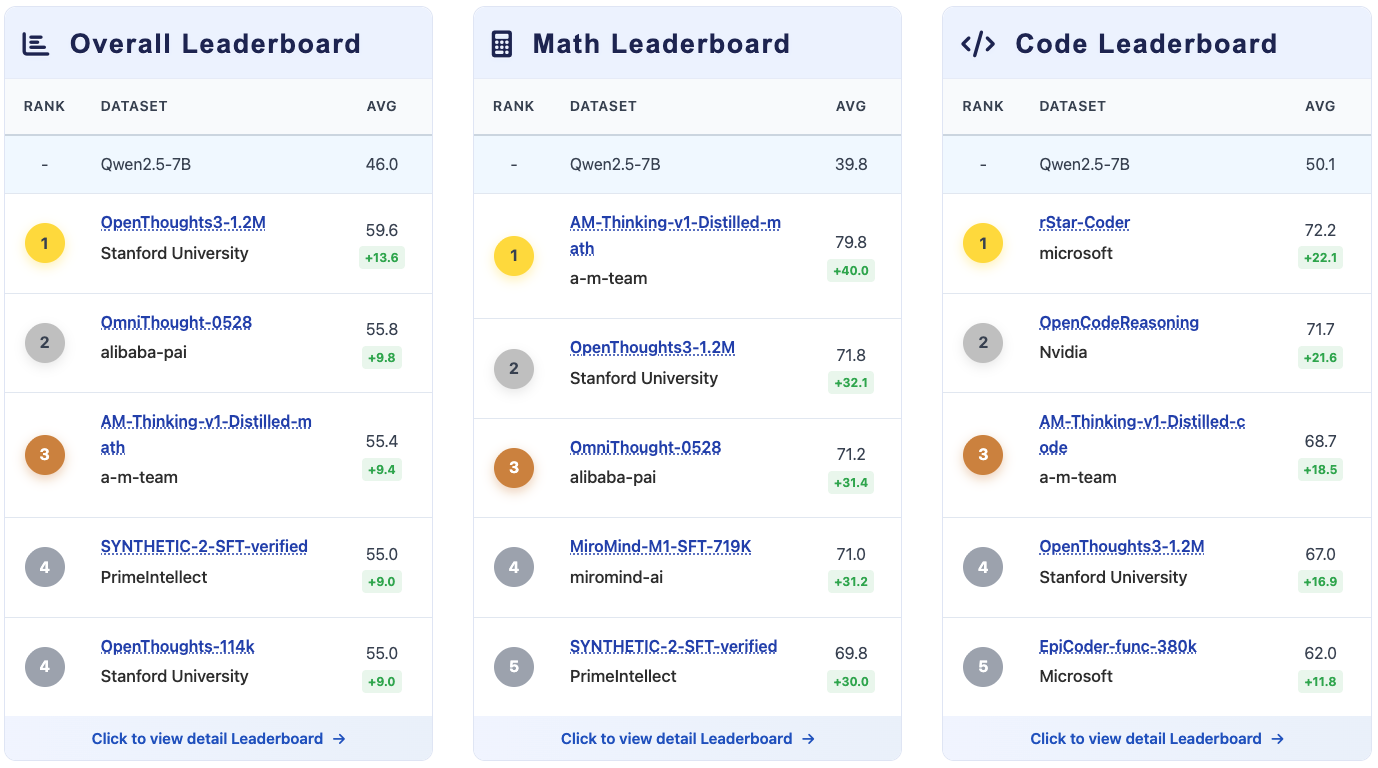 Overall Leaderboard
RANK DATASET AVG
- Qwen2.5-7B 46.0
OpenThoughts3-1.2M
1 59.6
Stanford University
+13.6
OmniThought-0528
2 55.8
alibaba-pai
+9.8
AM-Thinking-v1-Distilled-m
ath
3 55.4
a-m-team
+9.4
SYNTHETIC-2-SFT-verified
4 55.0
PrimeIntellect
+9.0
OpenThoughts-114k
4 55.0
Stanford University
+9.0
Click to view detail Leaderboard →
Math Leaderboard
RANK DATASET AVG
- Qwen2.5-7B 39.8
AM-Thinking-v1-Distilled-m
ath
1 79.8
a-m-team
+40.0
OpenThoughts3-1.2M
2 71.8
Stanford University
+32.1
OmniThought-0528
3 71.2
alibaba-pai
+31.4
MiroMind-M1-SFT-719K
4 71.0
miromind-ai
+31.2
SYNTHETIC-2-SFT-verified
5 69.8
PrimeIntellect
+30.0
Click to view detail Leaderboard →
</> Code Leaderboard
RANK DATASET AVG
- Qwen2.5-7B 50.1
rStar-Coder
1 72.2
microsoft
+22.1
OpenCodeReasoning
2 71.7
Nvidia
+21.6
AM-Thinking-v1-Distilled-c
ode
3 68.7
a-m-team
+18.5
OpenThoughts3-1.2M
4 67.0
Stanford University
+16.9
EpiCoder-func-380k
5 62.0
Microsoft
+11.8
Click to view detail Leaderboard →